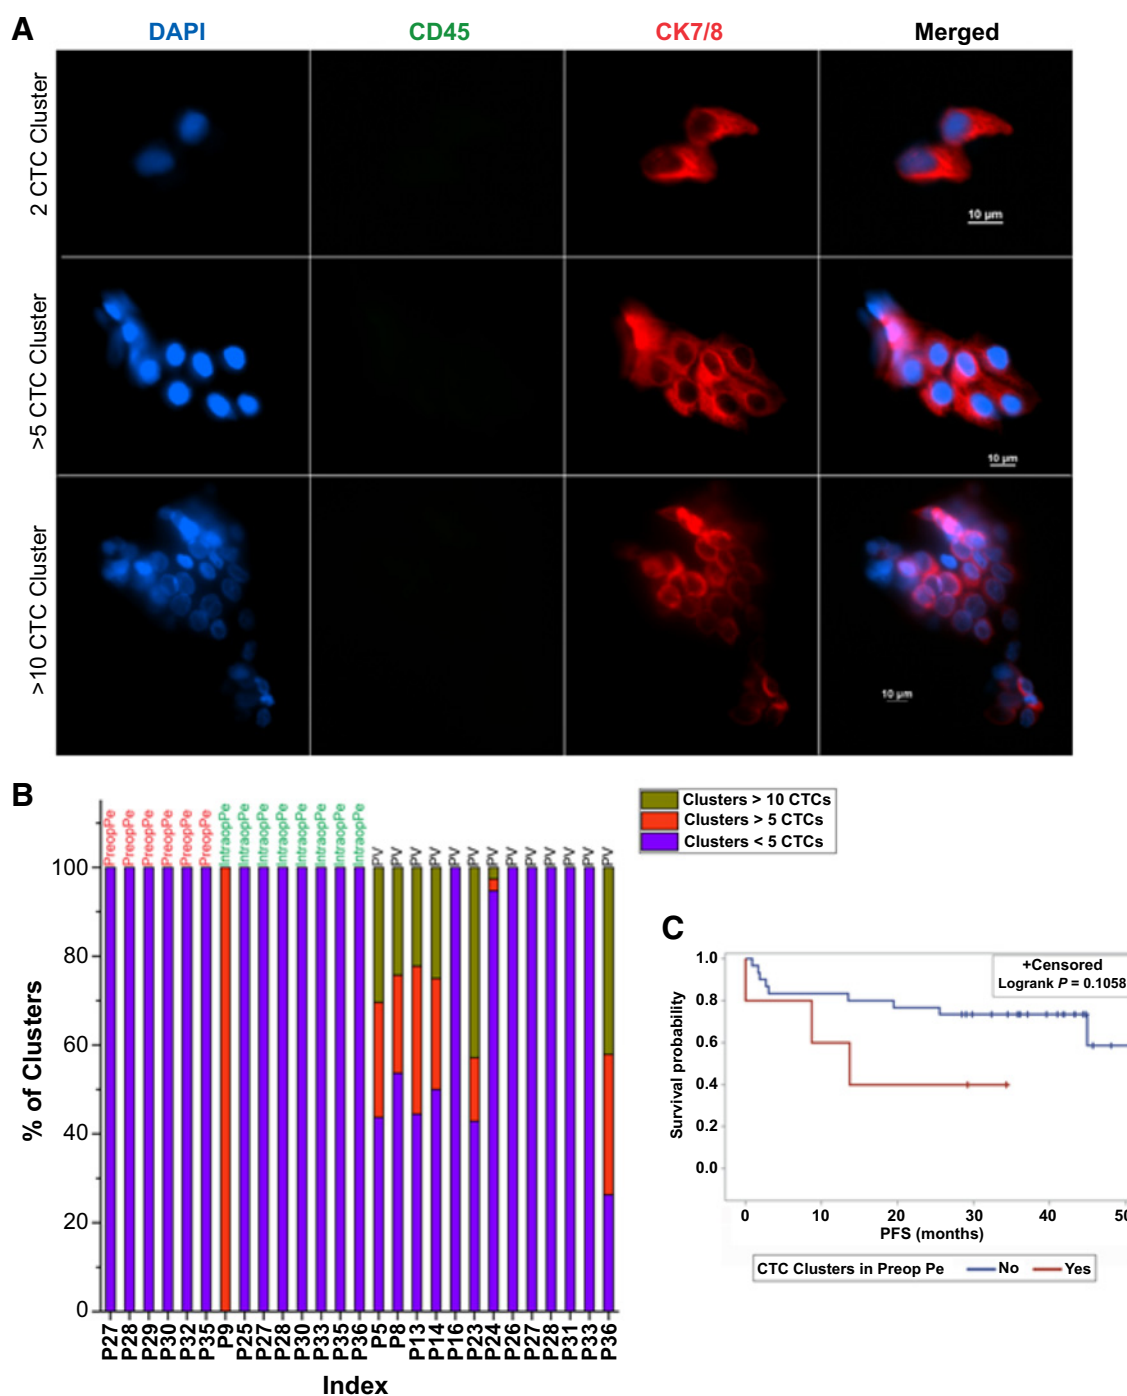 A
DAPI CD45 CK7/8 Merged
2 CTC Cluster
10 µm
>5 CTC Cluster
10 µm
>10 CTC Cluster
10 µm
B
Clusters > 10 CTCs
Clusters > 5 CTCs
Clusters < 5 CTCs
PreopPe PreopPe PreopPe PreopPe PreopPe PreopPe IntraopPe IntraopPe IntraopPe IntraopPe IntraopPe IntraopPe IntraopPe IntraopPe PV PV PV PV PV PV PV PV PV PV PV PV PV
% of Clusters
100
80
60
40
20
0
P27 P28 P29 P30 P32 P35 P9 P25 P27 P28 P30 P33 P35 P36 P5 P8 P13 P14 P16 P23 P24 P26 P27 P28 P31 P33 P36
Index
C
+Censored
Logrank P = 0.1058
Survival probability
1.0
0.8
0.6
0.4
0.2
0.0
0 10 20 30 40 50
PFS (months)
CTC Clusters in Preop Pe No Yes